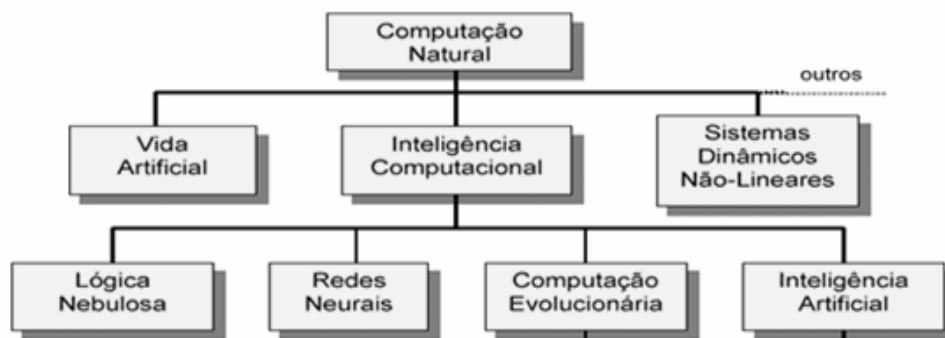 Computação
Natural
outros
Vida
Artificial
Inteligência
Computacional
Sistemas
Dinâmicos
Não-Lineares
Lógica
Nebulosa
Redes
Neurais
Computação
Evolucionária
Inteligência
Artificial